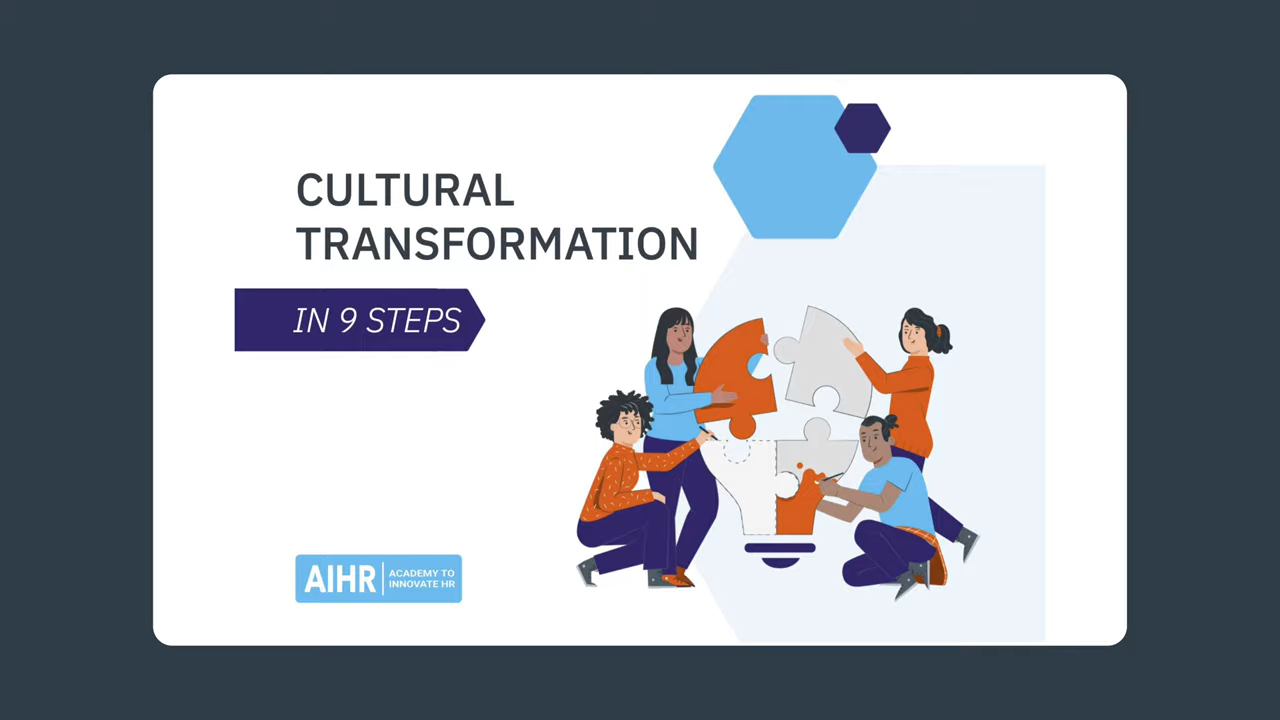 CULTURAL
TRANSFORMATION
IN 9 STEPS
AIHR
ACADEMY TO
INNOVATE HR